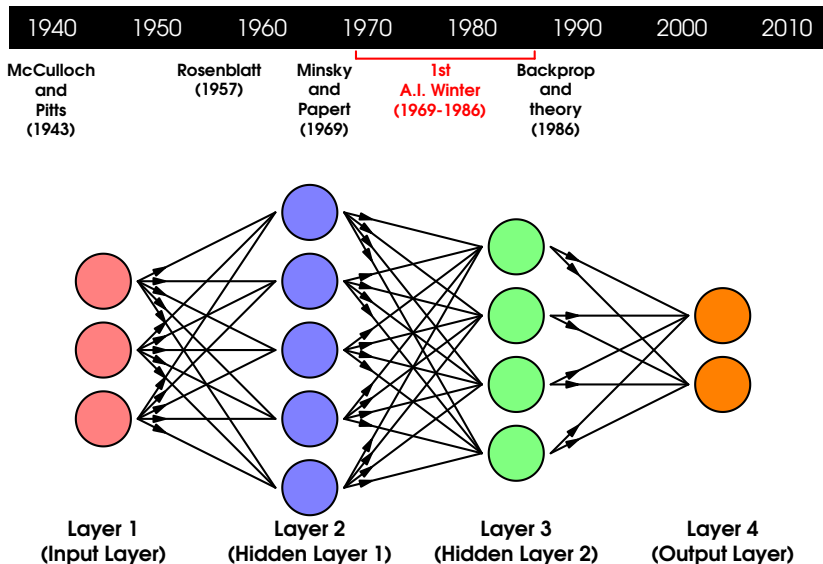 1940 1950 1960 1970 1980 1990 2000 2010
McCulloch
and
Pitts
(1943)
Rosenblatt
(1957)
Minsky
and
Papert
(1969)
1st
A.I. Winter
(1969-1986)
Backprop
and
theory
(1986)
Layer 1
(Input Layer)
Layer 2
(Hidden Layer 1)
Layer 3
(Hidden Layer 2)
Layer 4
(Output Layer)